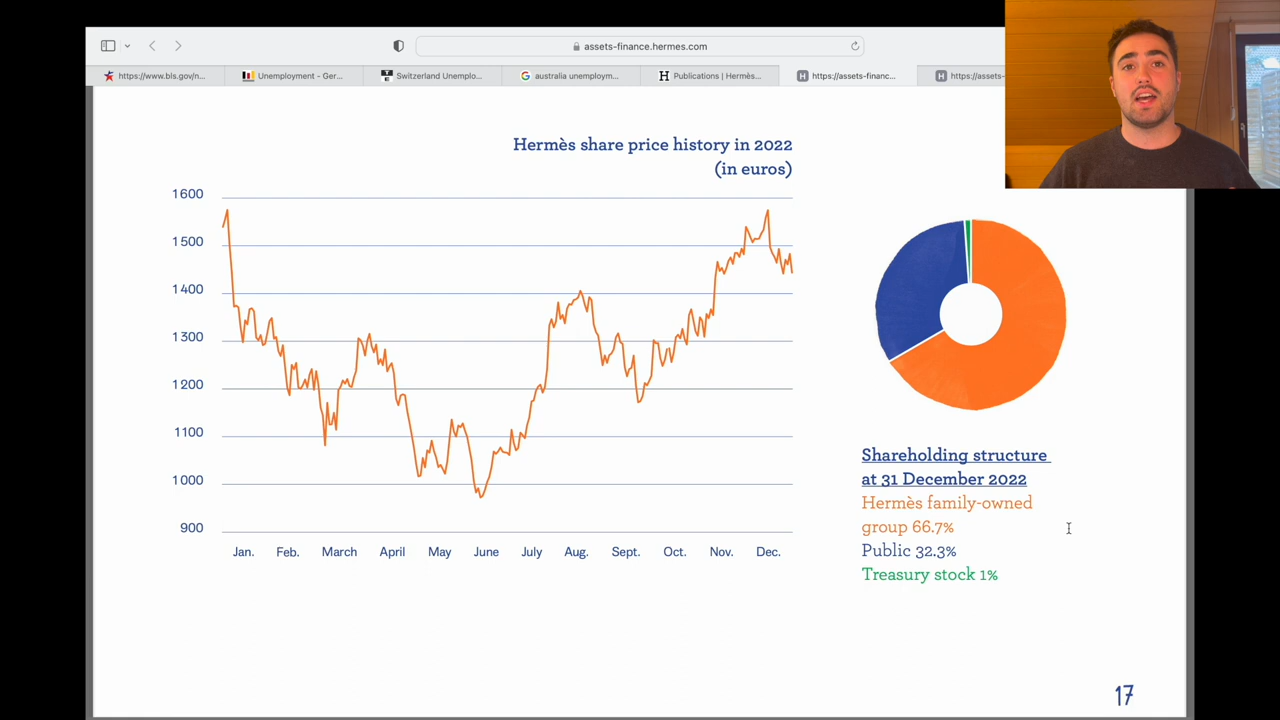 assets-finance.hermes.com
https://www.bls.gov/n...
Unemployment - Ger...
Switzerland Unemplo...
australia unemploym...
Publications | Hermès...
https://assets-financ...
https://assets-
Hermès share price history in 2022
(in euros)
1600
1500
1400
1300
1200
1100
1000
900
Jan. Feb. March April May June July Aug. Sept. Oct. Nov. Dec.
Shareholding structure
at 31 December 2022
Hermès family-owned
group 66.7%
Public 32.3%
Treasury stock 1%
17